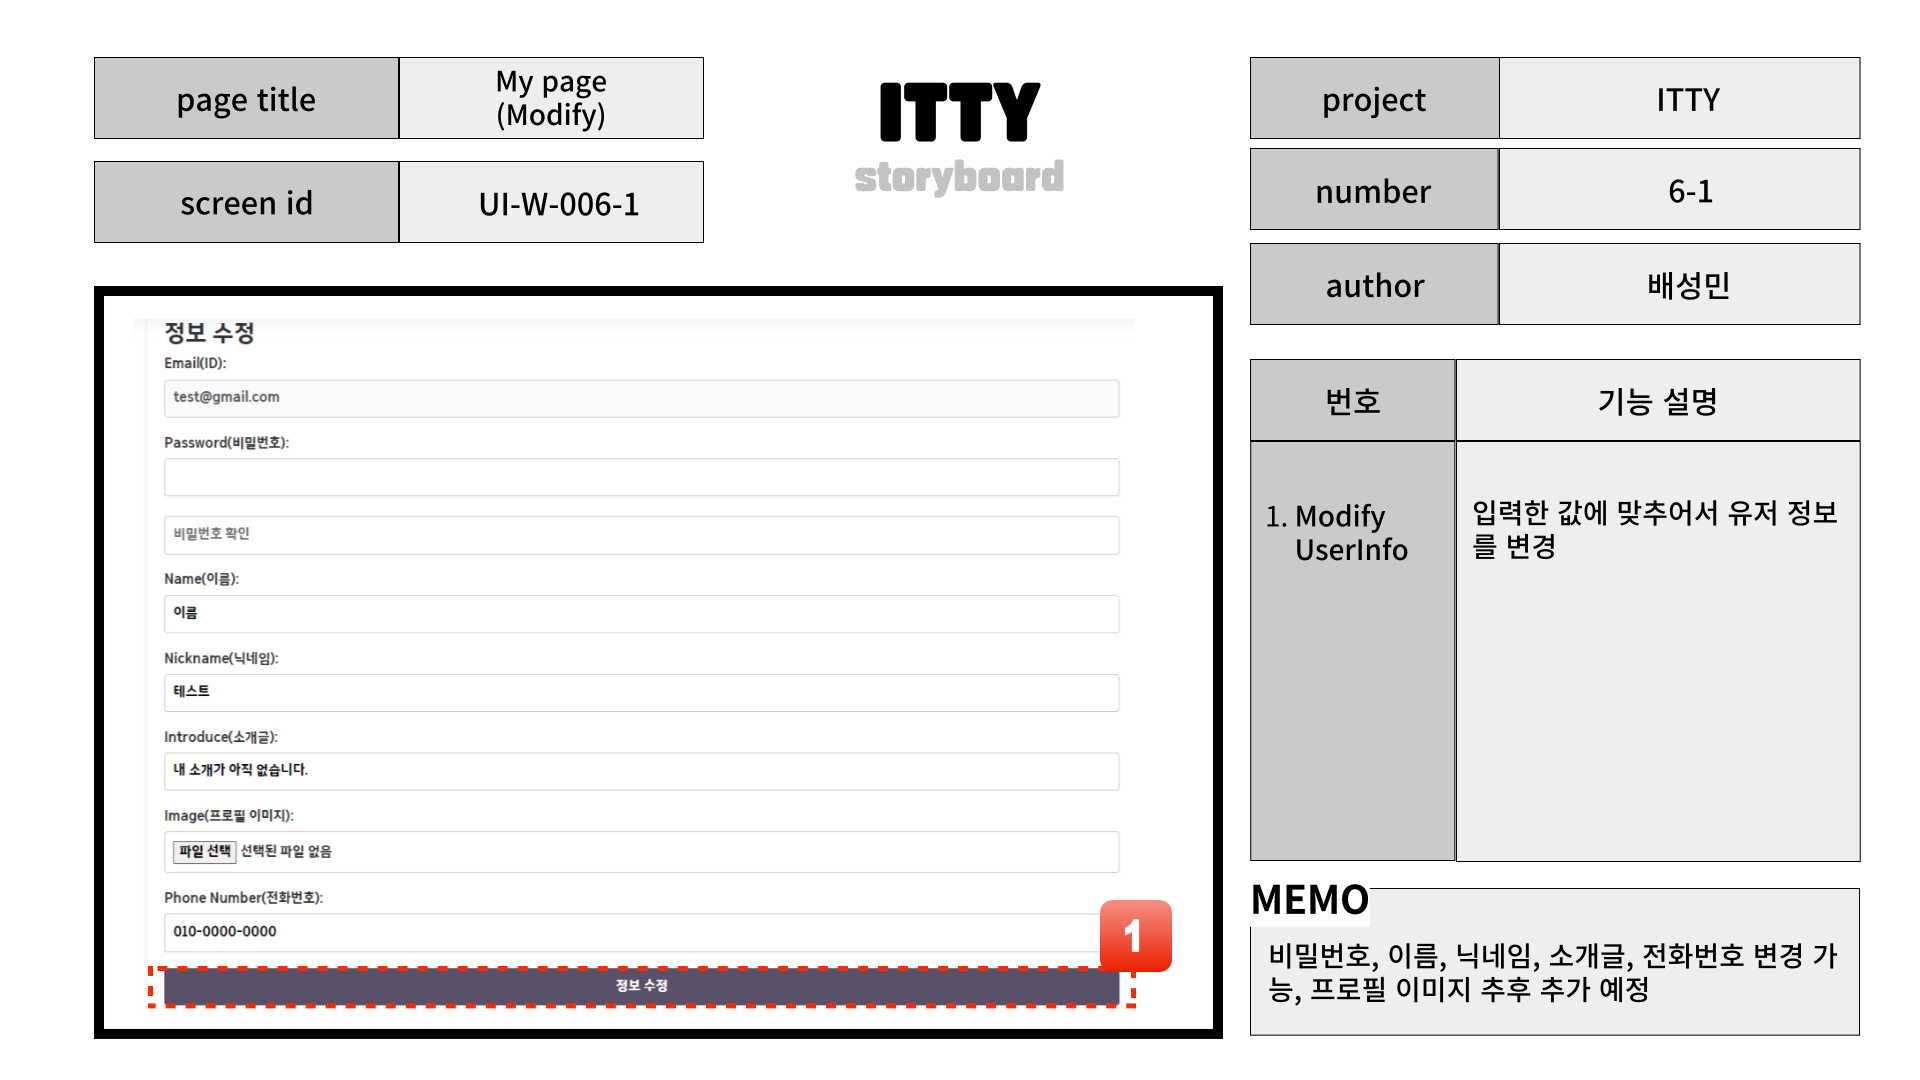 page title
My page
(Modify)
screen id
UI-W-006-1
ITTY
storyboard
project
ITTY
number
6-1
author
배성민
정보 수정
Email(ID):
test@gmail.com
Password(비밀번호):
비밀번호 확인
Name(이름):
이름
Nickname(닉네임):
테스트
Introduce(소개글):
내 소개가 아직 없습니다.
Image(프로필 이미지):
파일 선택 선택된 파일 없음
Phone Number(전화번호):
010-0000-0000
1
정보 수정
번호
기능 설명
1. Modify
UserInfo
입력한 값에 맞추어서 유저 정보
를 변경
MEMO
비밀번호, 이름, 닉네임, 소개글, 전화번호 변경 가
능, 프로필 이미지 추후 추가 예정